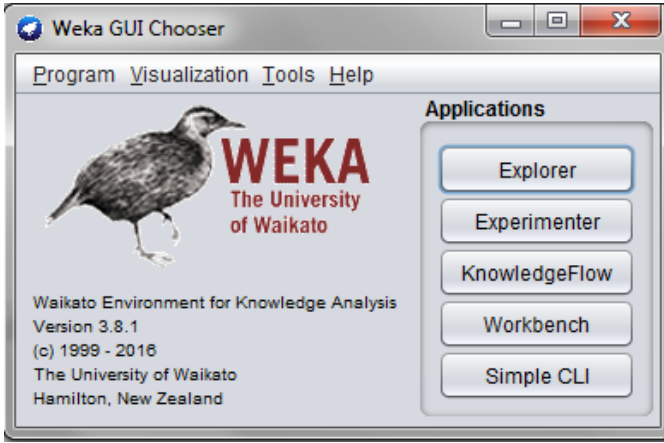 Weka GUI Chooser
Program Visualization Tools Help
WEKA
The University
of Waikato
Waikato Environment for Knowledge Analysis
Version 3.8.1
(c) 1999 - 2016
The University of Waikato
Hamilton, New Zealand
Applications
Explorer
Experimenter
KnowledgeFlow
Workbench
Simple CLI